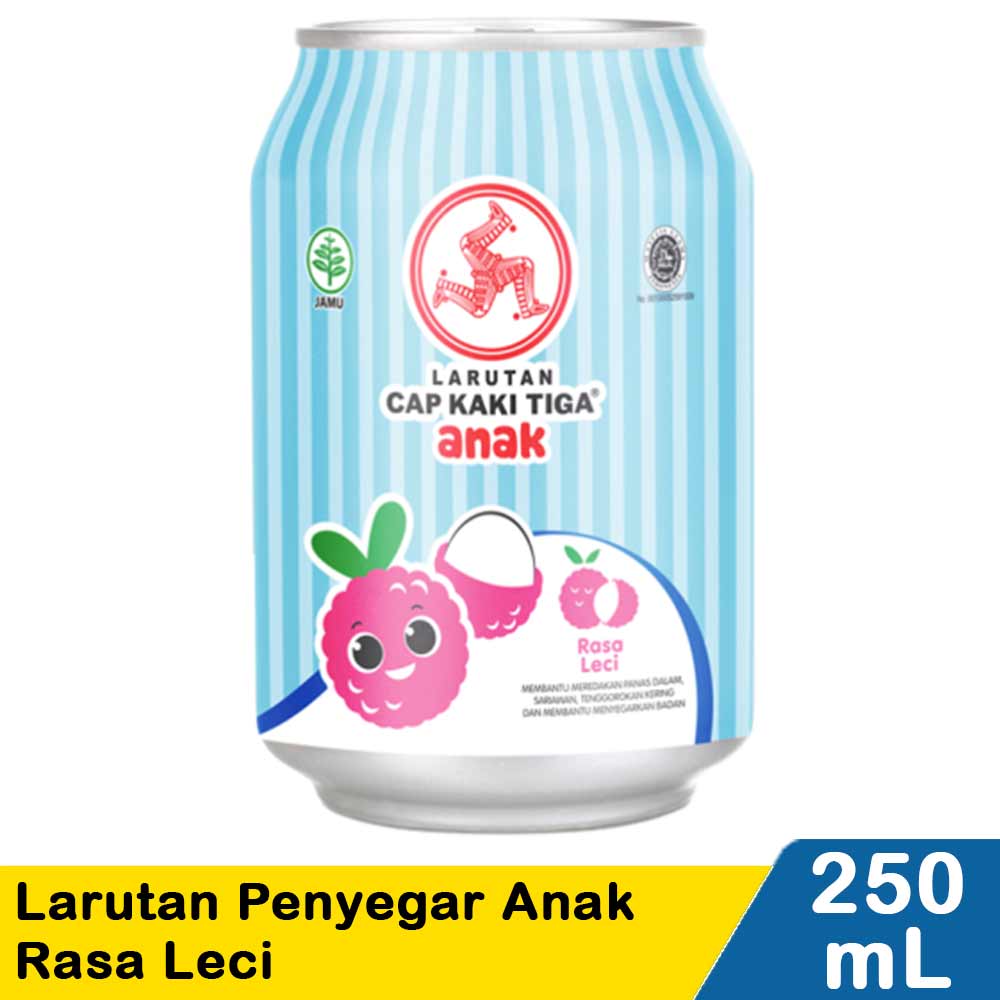 JAMU
LARUTAN
CAP KAKI TIGA®
anak
Rasa
Leci
MEMBANTU MEREDAKAN PANAS DALAM,
SARIAWAN, TENGGOROKAN KERING
DAN MEMBANTU MENYEGARKAN BADAN
Larutan Penyegar Anak
Rasa Leci
250
mL